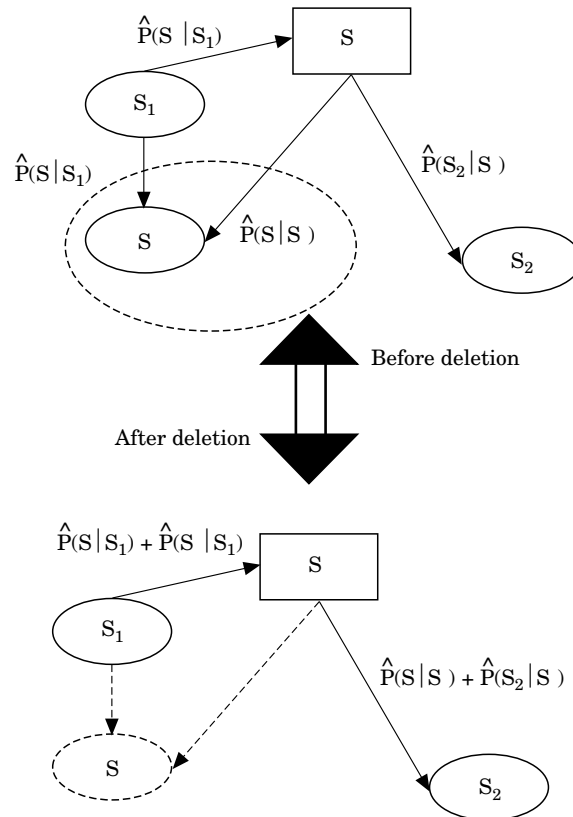 P̂(S |S₁)
S
S₁
P̂(S|S₁)
P̂(S₂|S )
S
P̂(S|S )
S₂
Before deletion
After deletion
P̂(S|S₁) + P̂(S |S₁)
S
S₁
P̂(S|S ) + P̂(S₂|S )
S
S₂